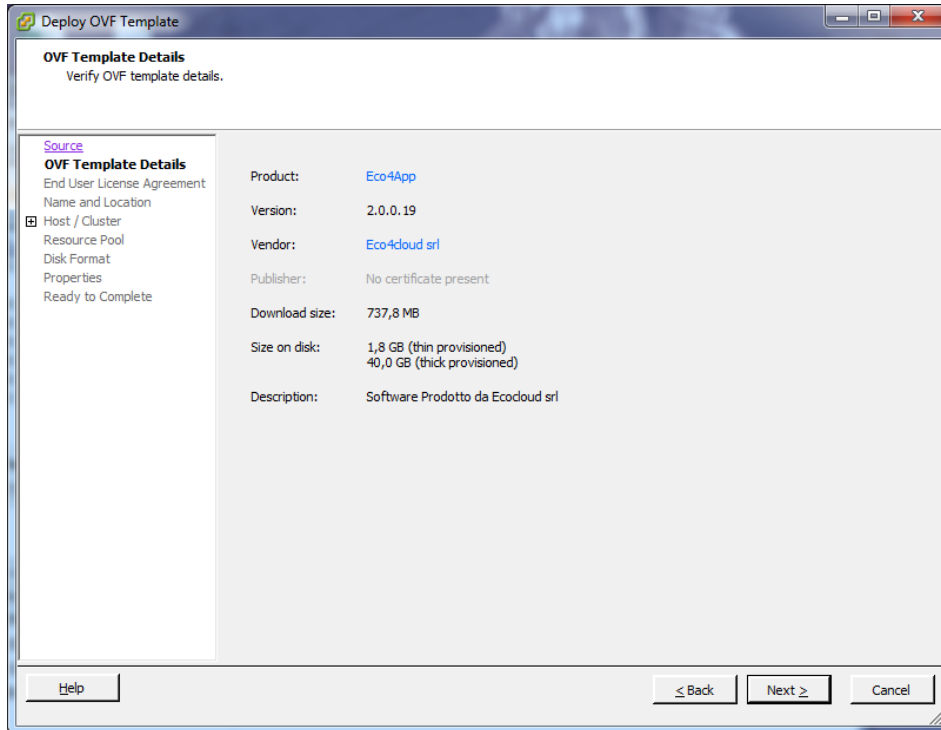 Deploy OVF Template
OVF Template Details
Verify OVF template details.
Source
OVF Template Details
End User License Agreement
Name and Location
Host / Cluster
Resource Pool
Disk Format
Properties
Ready to Complete
Product: Eco4App
Version: 2.0.0.19
Vendor: Eco4cloud srl
Publisher: No certificate present
Download size: 737,8 MB
Size on disk: 1,8 GB (thin provisioned)
40,0 GB (thick provisioned)
Description: Software Prodotto da Ecocloud srl
Help
< Back
Next >
Cancel